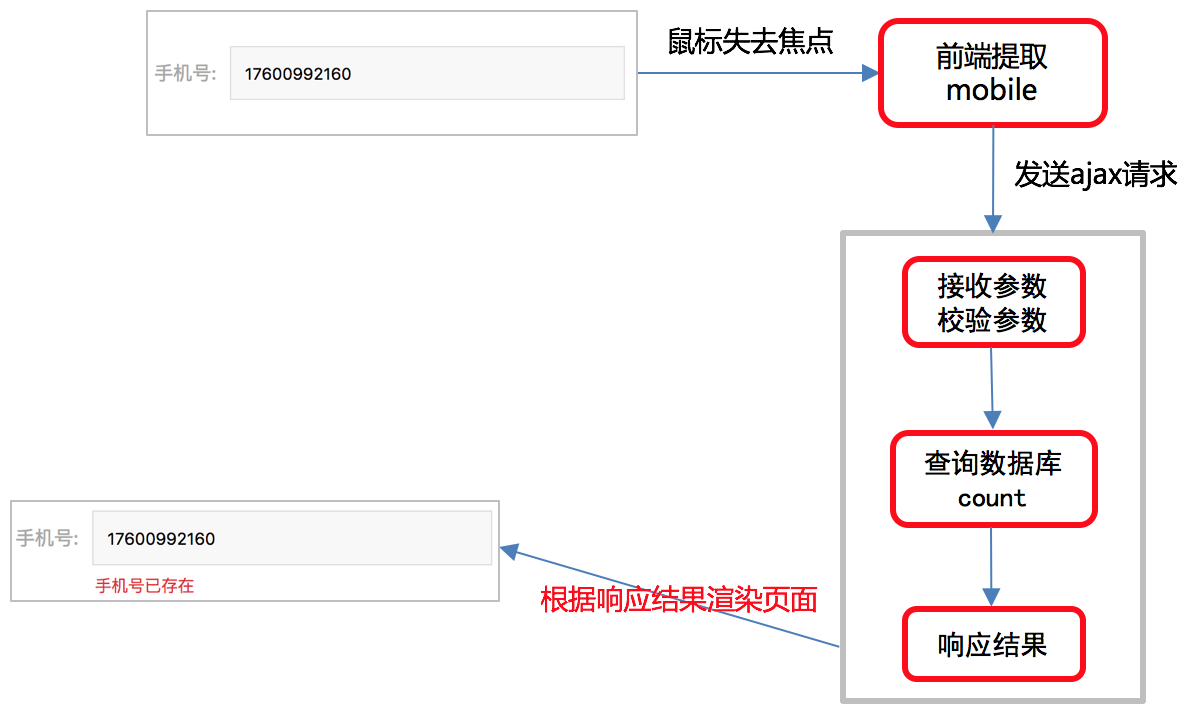 手机号:
17600992160
鼠标失去焦点
前端提取
mobile
发送ajax请求
接收参数
校验参数
查询数据库
count
响应结果
根据响应结果渲染页面
手机号:
17600992160
手机号已存在